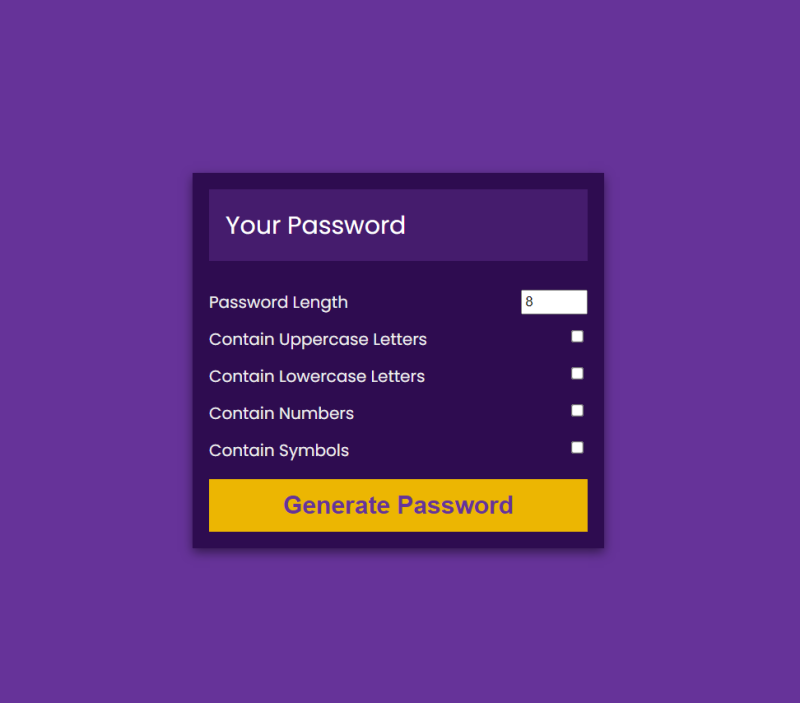 Your Password
Password Length 8
Contain Uppercase Letters
Contain Lowercase Letters
Contain Numbers
Contain Symbols
Generate Password